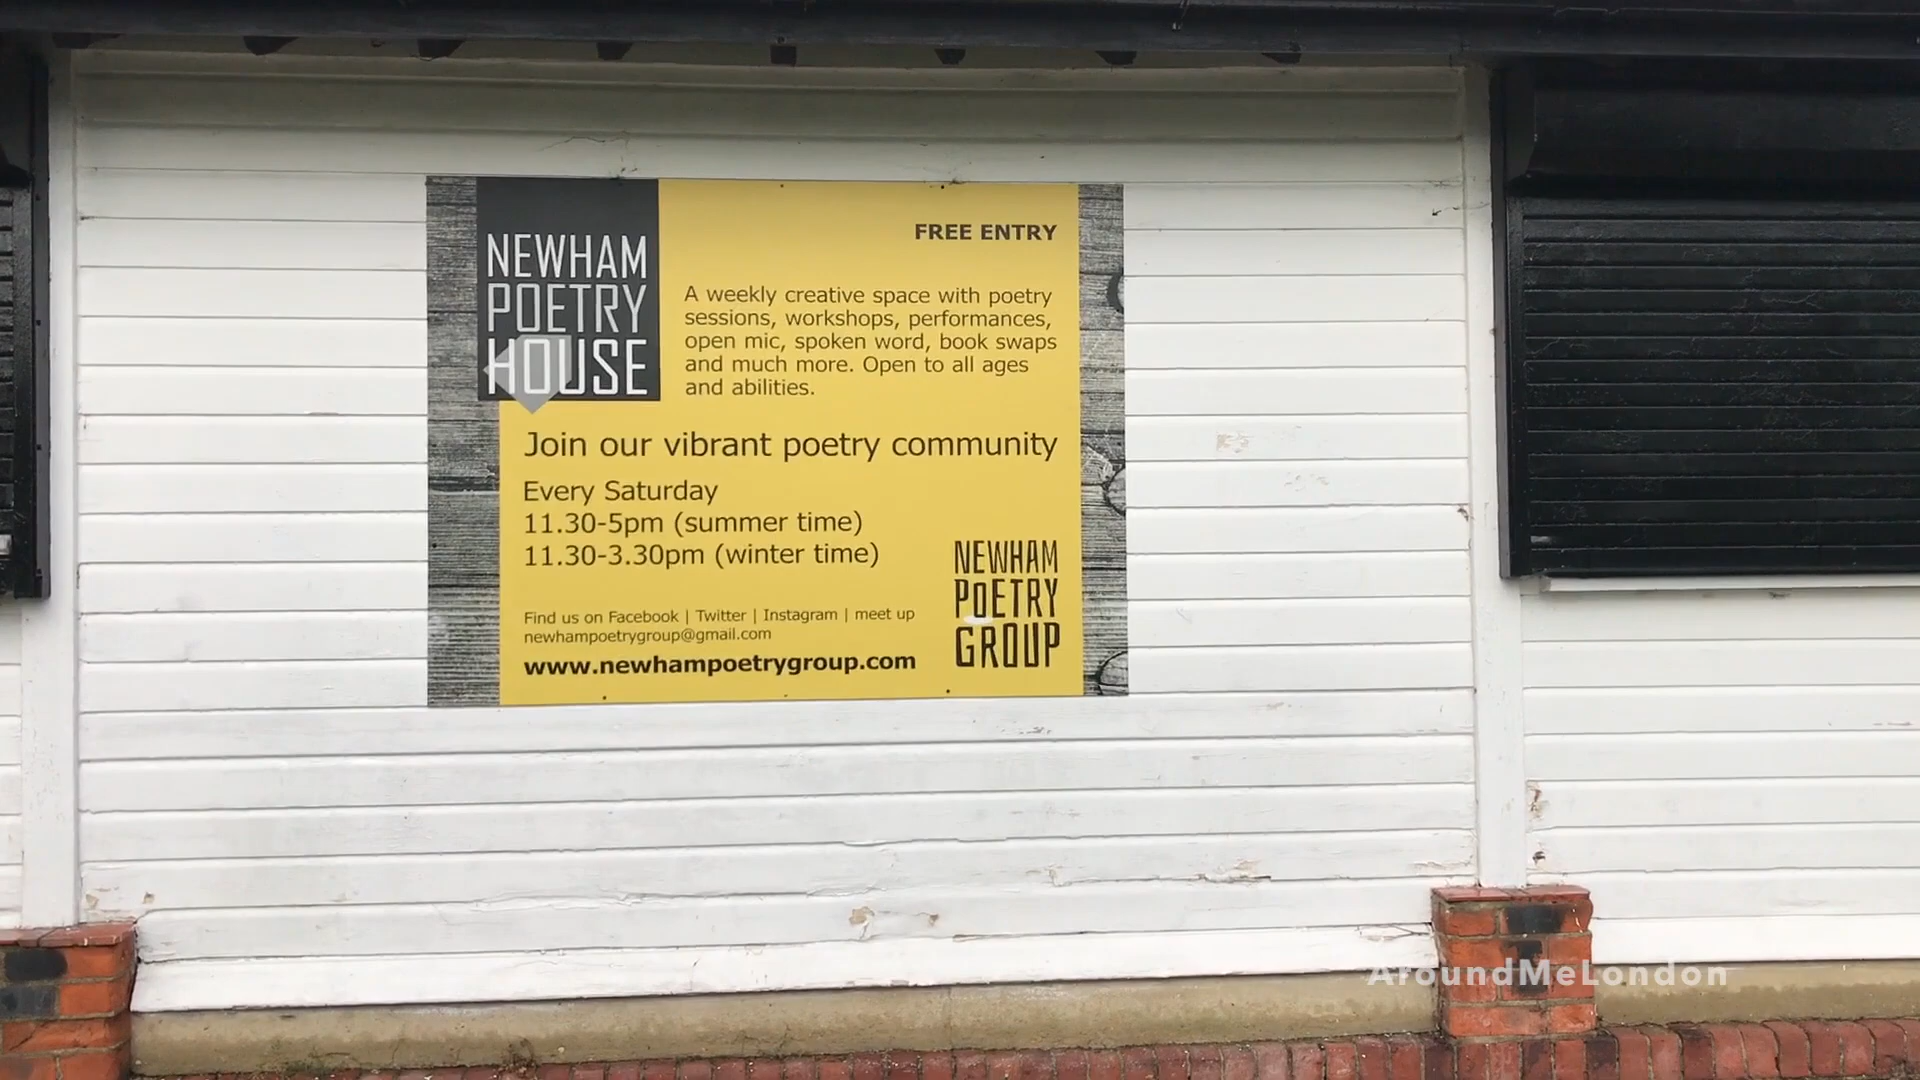 NEWHAM
POETRY
HOUSE
FREE ENTRY
A weekly creative space with poetry
sessions, workshops, performances,
open mic, spoken word, book swaps
and much more. Open to all ages
and abilities.
Join our vibrant poetry community
Every Saturday
11.30-5pm (summer time)
11.30-3.30pm (winter time)
Find us on Facebook | Twitter | Instagram | meet up
newhampoetrygroup@gmail.com
www.newhampoetrygroup.com
NEWHAM
POETRY
GROUP
AroundMeLondon